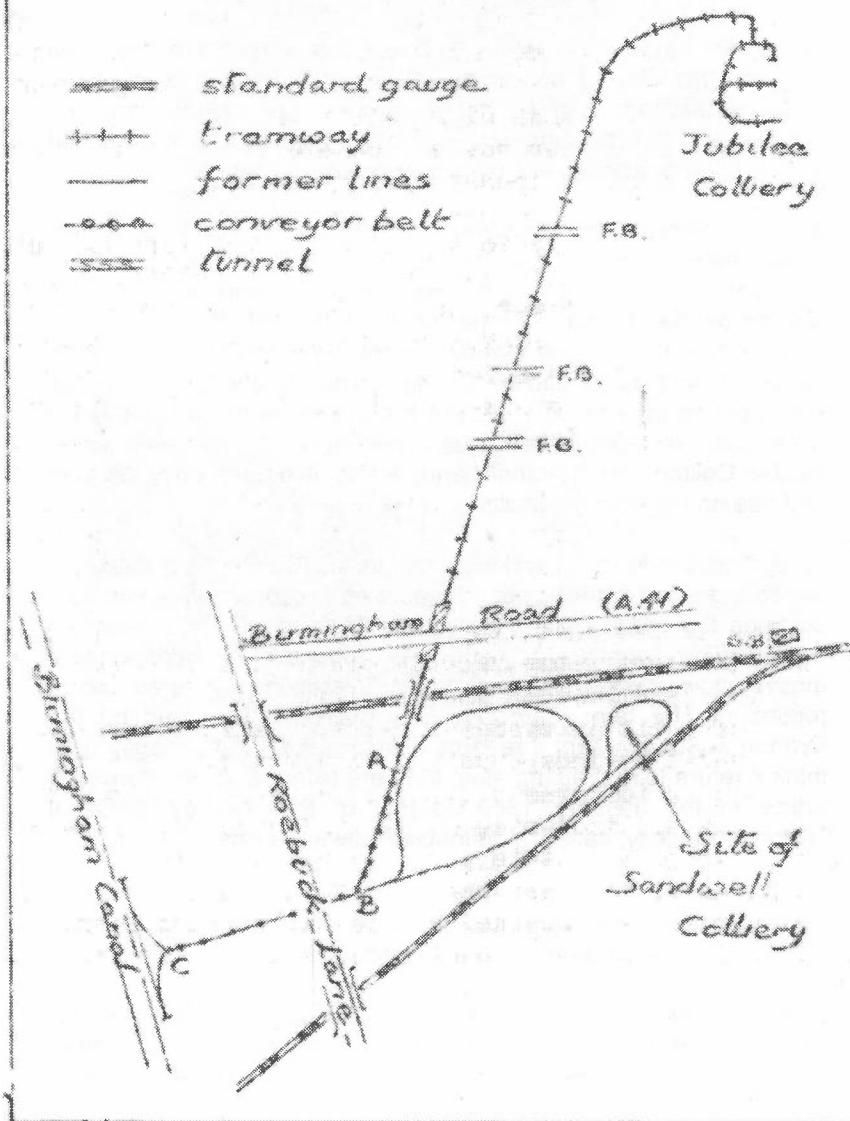 standard gauge
tramway
former lines
conveyor belt
tunnel
Jubilee
Colliery
F.B.
F.B.
F.B.
Birmingham Road (A.41)
S.B.
Birmingham Canal
Roebuck Lane
A
B
C
Site of
Sandwell
Colliery